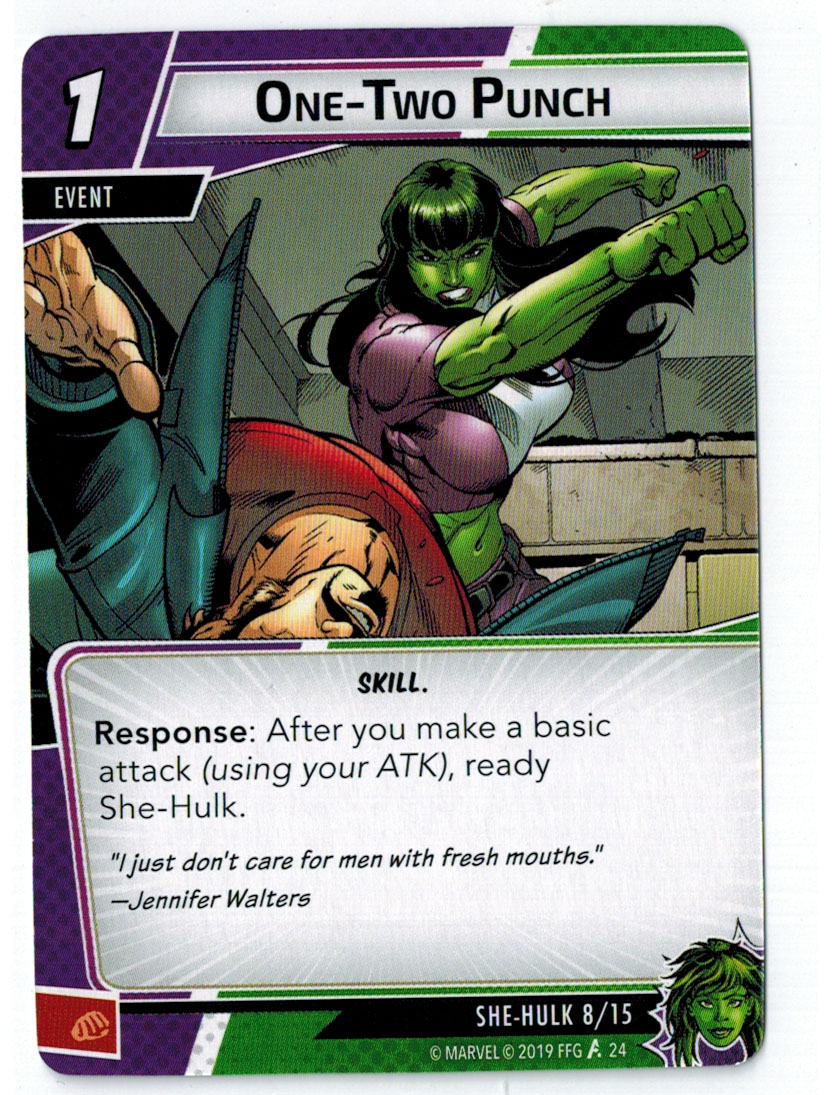 1
ONE-TWO PUNCH
EVENT
SKILL.
Response: After you make a basic
attack (using your ATK), ready
She-Hulk.
"I just don't care for men with fresh mouths."
—Jennifer Walters
SHE-HULK 8/15
© MARVEL © 2019 FFG 24